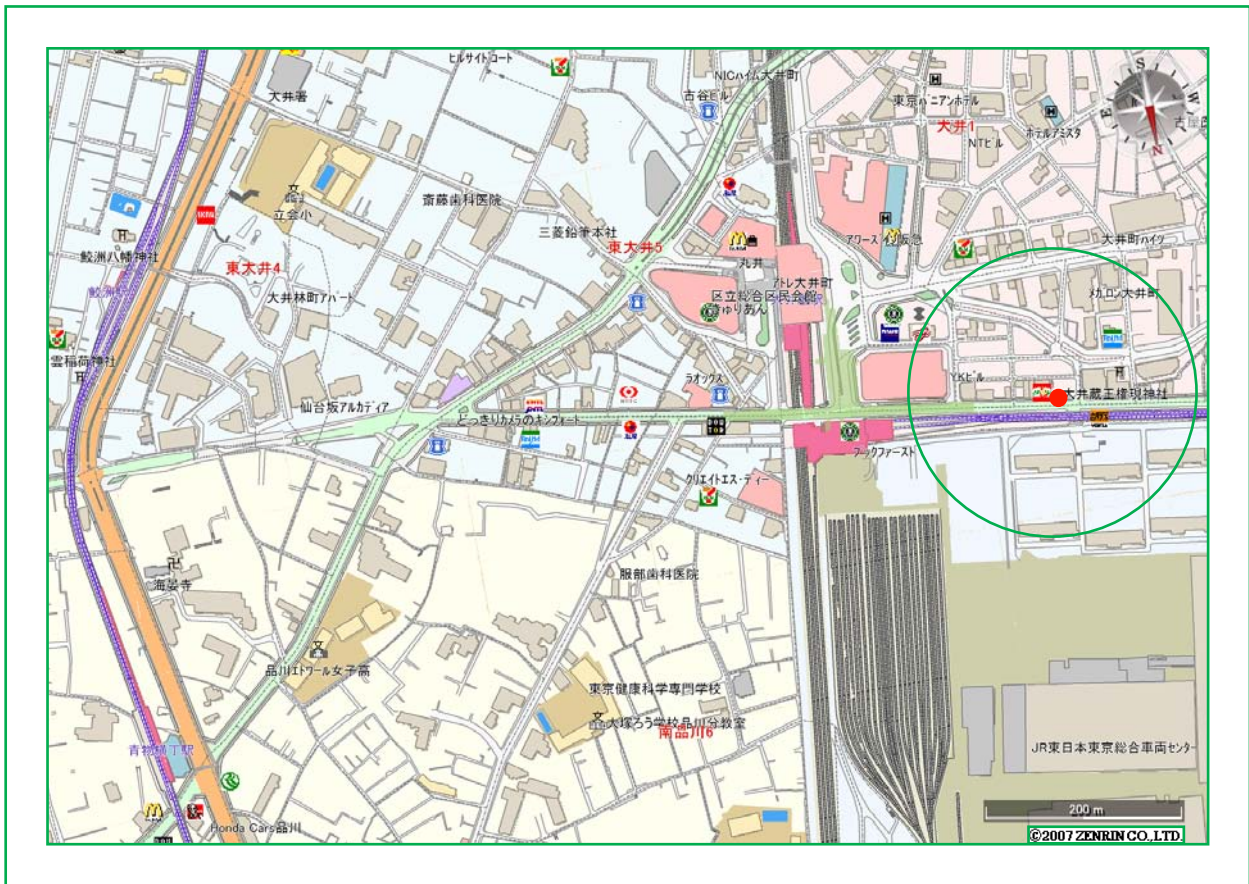 ヒルサイドコート
NICハイム大井町
大井署
古谷ビル
東京バニアンホテル
大井1
ホテルアミスタ
NTビル
S
W
E
N
斎藤歯科医院
立会小
三菱鉛筆本社
東大井5
丸井
アワーズイン阪急
大井町ハイツ
鮫洲八幡神社
東大井4
大井林町アパート
アトレ大井町
区立総合区民会館
きゅりあん
メガロン大井町
雲稲荷神社
ラオックス
YKビル
大井蔵王権現神社
仙台坂アルカディア
どっきりカメラのキンフォート
ブックファースト
クリエイトエス・ディー
海晏寺
服部歯科医院
品川エトワール女子高
東京健康科学専門学校
大塚ろう学校品川分教室
南品川6
青物横丁駅
JR東日本東京総合車両センター
Honda Cars品川
200 m
©2007 ZENRIN CO.,LTD.